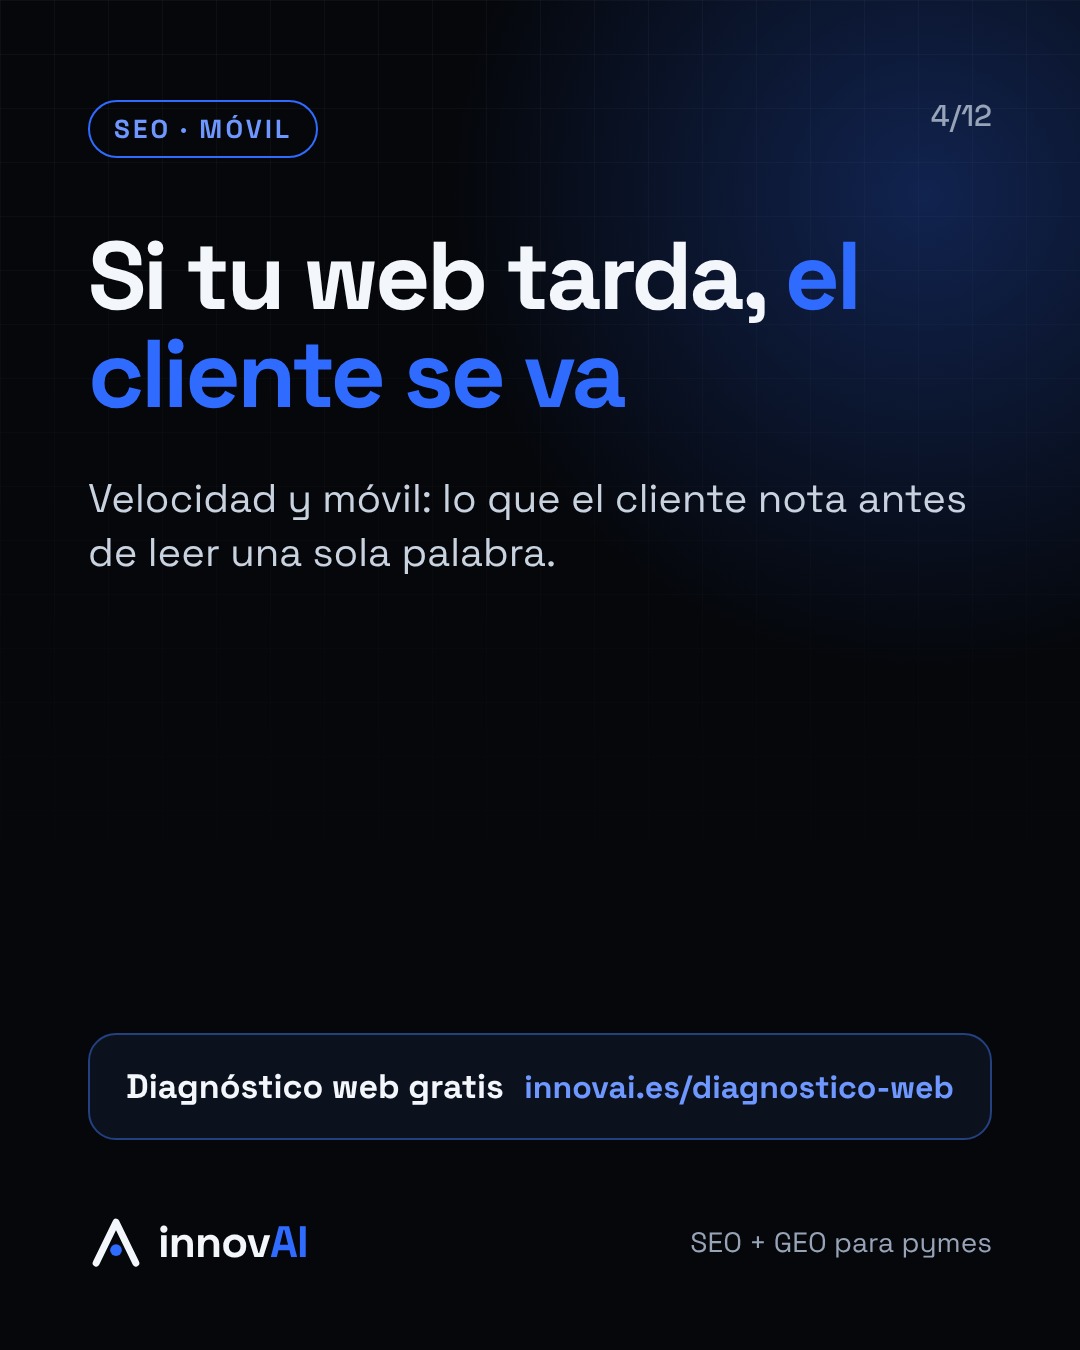 SEO · MÓVIL
4/12
Si tu web tarda, el
cliente se va
Velocidad y móvil: lo que el cliente nota antes
de leer una sola palabra.
Diagnóstico web gratis innovai.es/diagnostico-web
innovAI
SEO + GEO para pymes